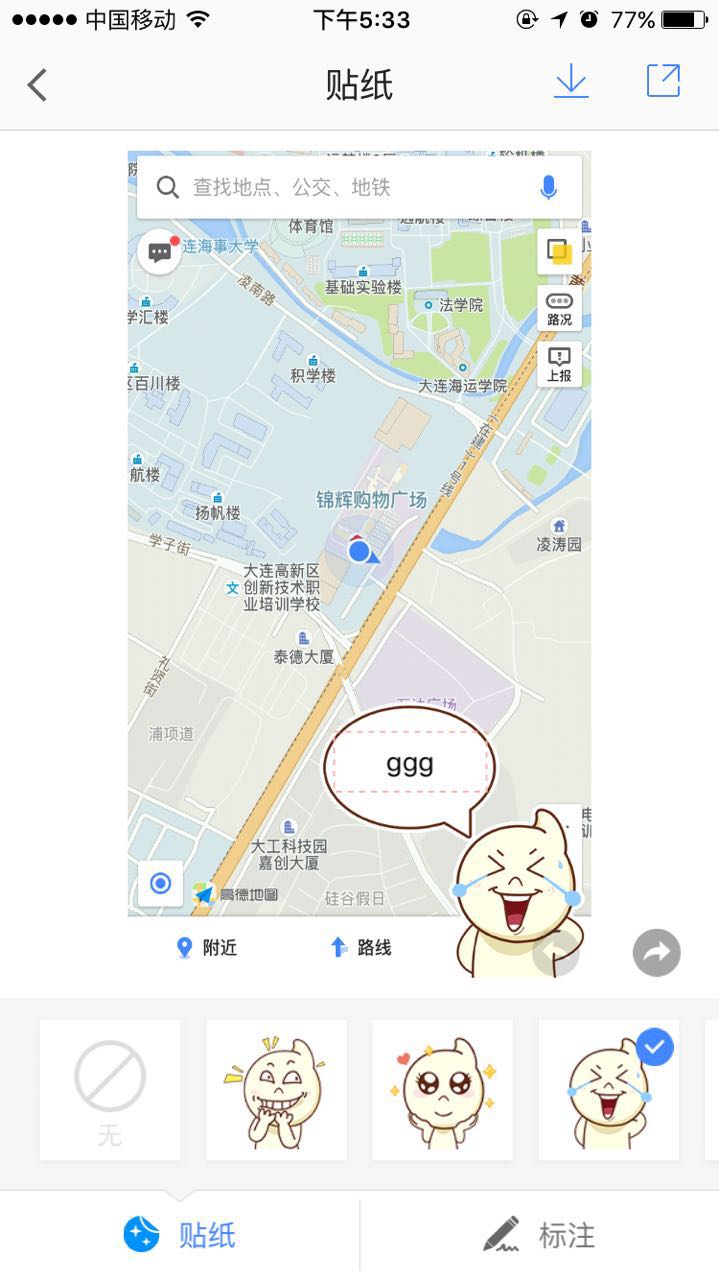 中国移动
下午5:33
77%
贴纸
查找地点、公交、地铁
体育馆
连海事大学
基础实验楼
凌南路
法学院
路况
学汇楼
上报
积学楼
大连海运学院
百川楼
(在建)1号线
航楼
锦辉购物广场
扬帆楼
学子街
凌涛园
大连高新区
创新技术职
业培训学校
泰德大厦
礼贤街
浦项道
ggg
大工科技园
嘉创大厦
高德地图
硅谷假日
附近
路线
无
贴纸
标注